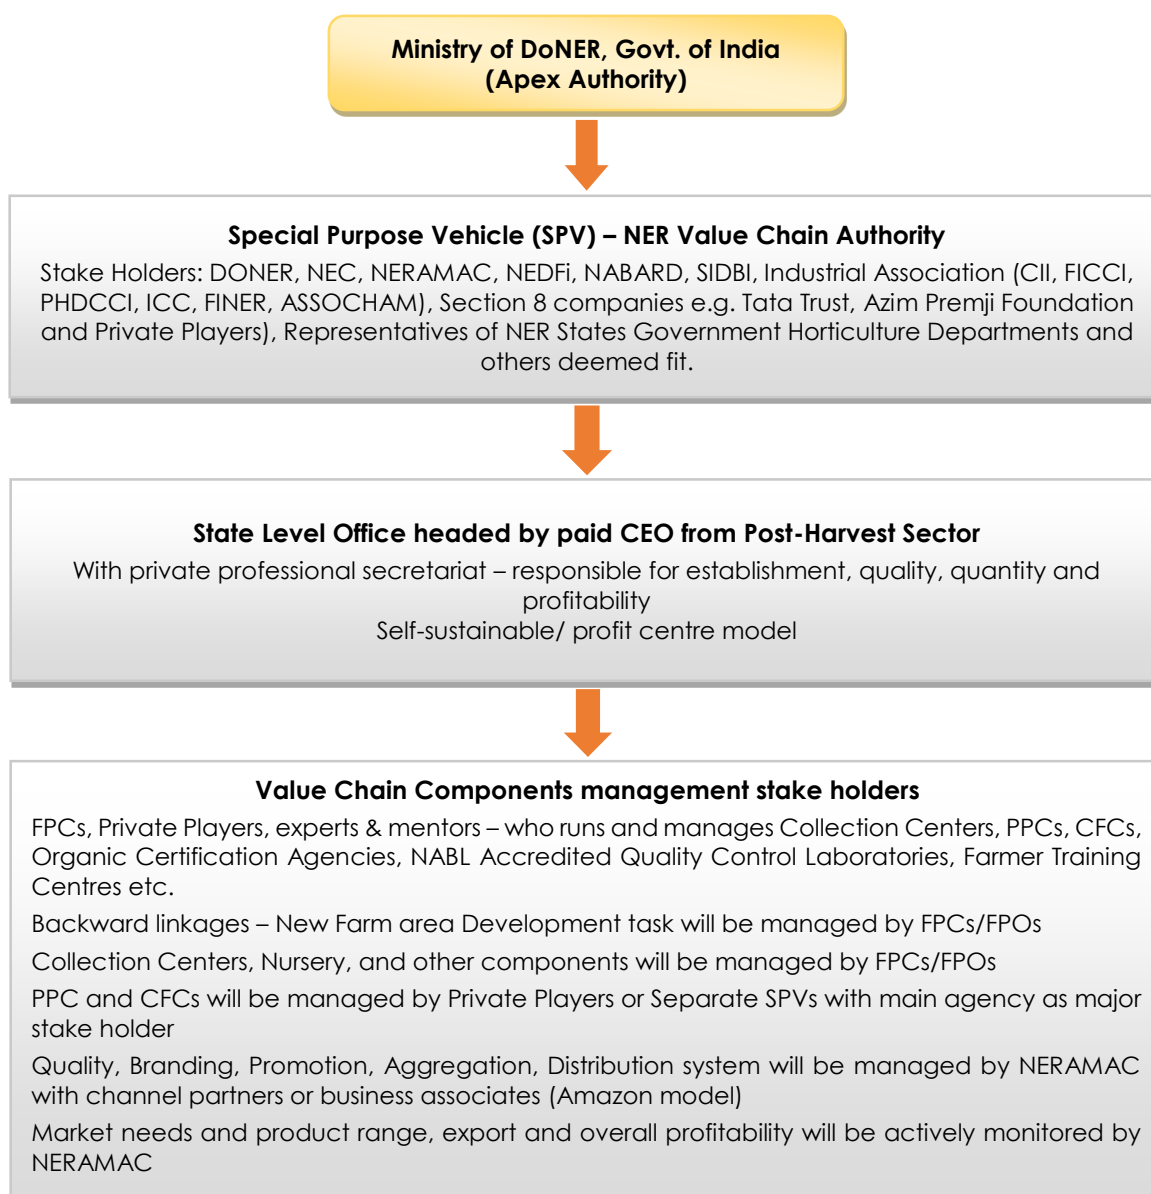 Ministry of DoNER, Govt. of India
(Apex Authority)
Special Purpose Vehicle (SPV) – NER Value Chain Authority
Stake Holders: DONER, NEC, NERAMAC, NEDFi, NABARD, SIDBI, Industrial Association (CII, FICCI,
PHDCCI, ICC, FINER, ASSOCHAM), Section 8 companies e.g. Tata Trust, Azim Premji Foundation
and Private Players), Representatives of NER States Government Horticulture Departments and
others deemed fit.
State Level Office headed by paid CEO from Post-Harvest Sector
With private professional secretariat – responsible for establishment, quality, quantity and
profitability
Self-sustainable/ profit centre model
Value Chain Components management stake holders
FPCs, Private Players, experts & mentors – who runs and manages Collection Centers, PPCs, CFCs,
Organic Certification Agencies, NABL Accredited Quality Control Laboratories, Farmer Training
Centres etc.
Backward linkages – New Farm area Development task will be managed by FPCs/FPOs
Collection Centers, Nursery, and other components will be managed by FPCs/FPOs
PPC and CFCs will be managed by Private Players or Separate SPVs with main agency as major
stake holder
Quality, Branding, Promotion, Aggregation, Distribution system will be managed by NERAMAC
with channel partners or business associates (Amazon model)
Market needs and product range, export and overall profitability will be actively monitored by
NERAMAC